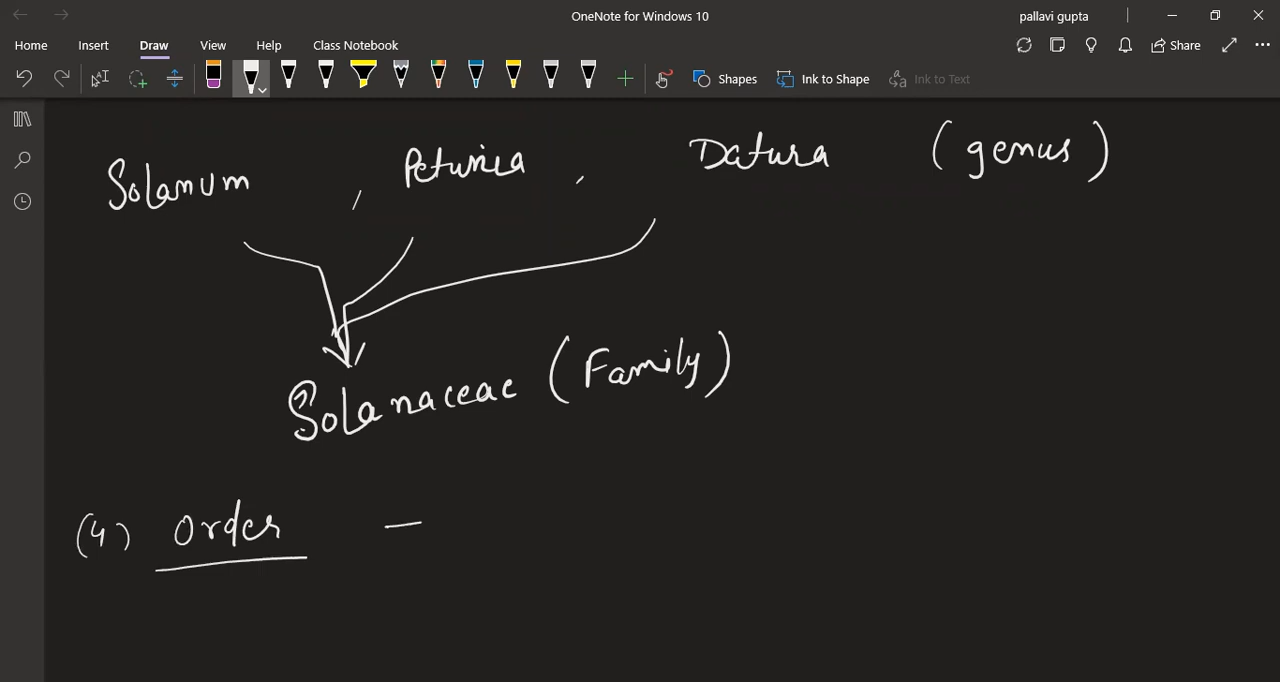 OneNote for Windows 10
pallavi gupta
Home Insert Draw View Help Class Notebook
Share
Shapes Ink to Shape Ink to Text
Solanum , Petunia , Datura (genus)
Solanaceae (Family)
(4) Order —